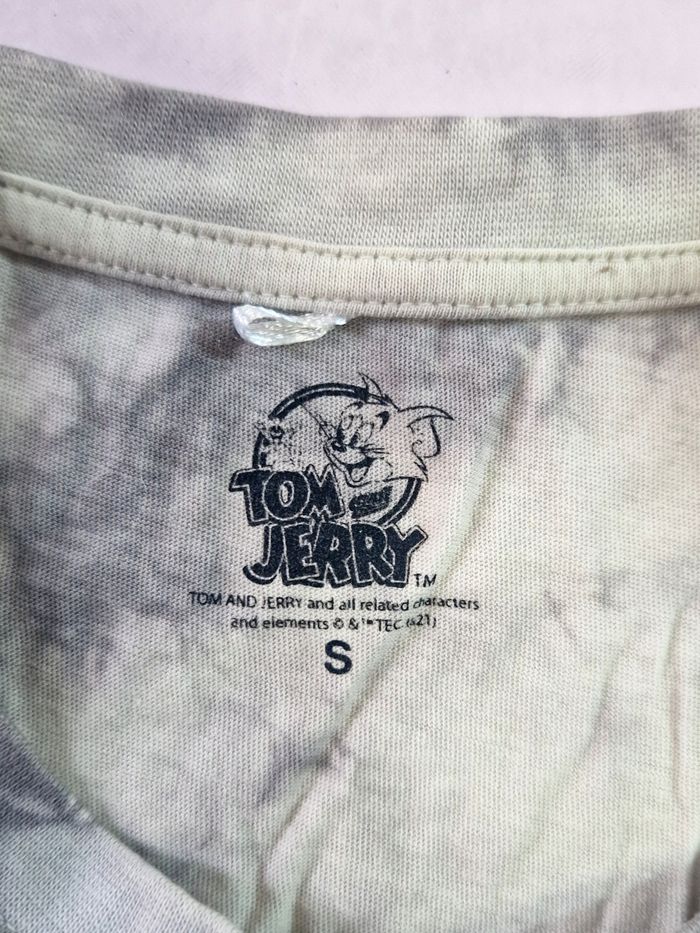 TOM
JERRY TM
TOM AND JERRY and all related characters
and elements © & ™ TEC (s21)
S